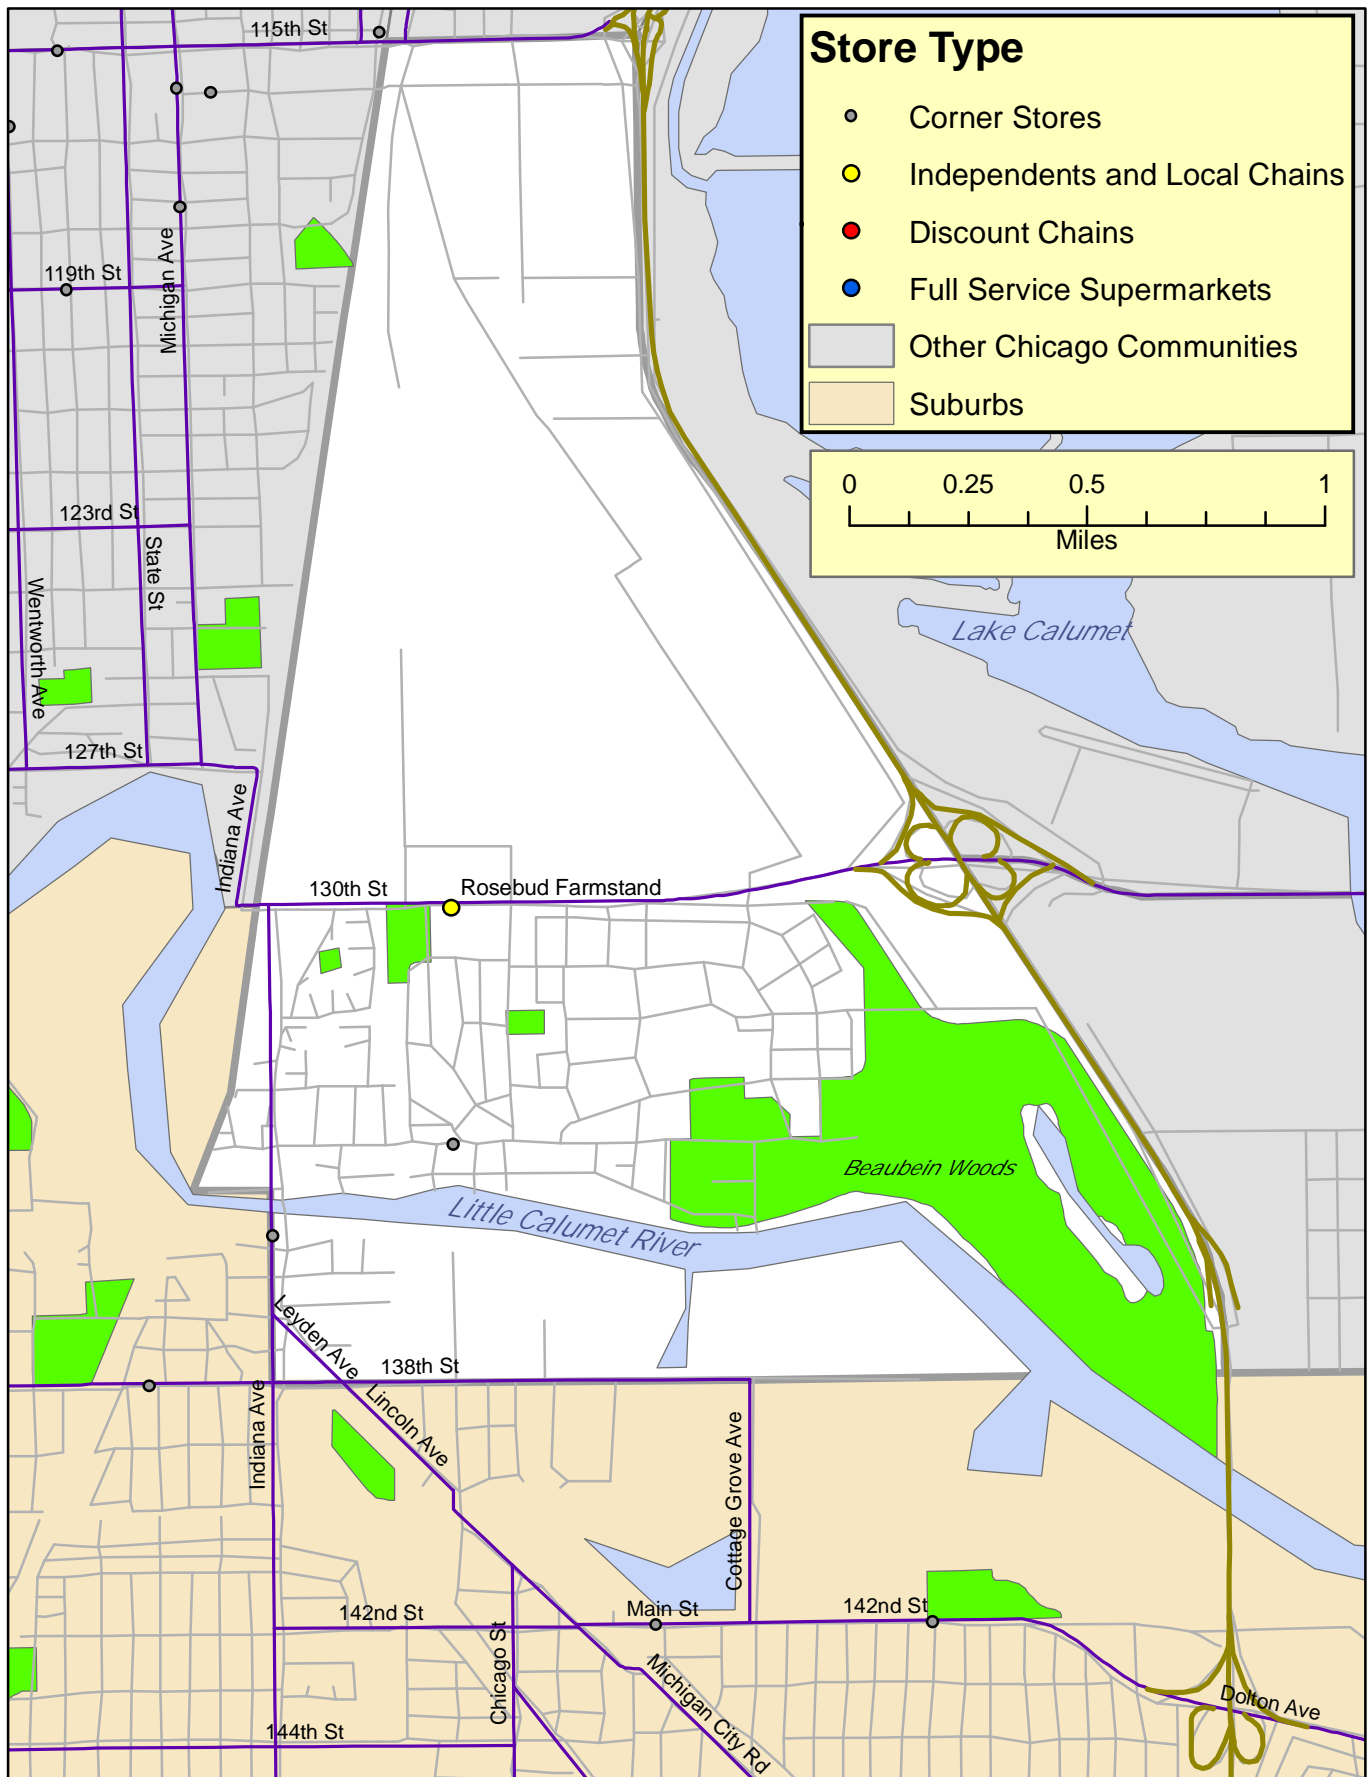 115th St
Store Type
Corner Stores
Independents and Local Chains
Discount Chains
Full Service Supermarkets
Other Chicago Communities
Suburbs
119th St
Michigan Ave
0 0.25 0.5 1
Miles
123rd St
State St
Wentworth Ave
Lake Calumet
127th St
Indiana Ave
130th St
Rosebud Farmstand
Beaubein Woods
Little Calumet River
Leyden Ave
138th St
Lincoln Ave
Indiana Ave
Cottage Grove Ave
142nd St
Main St
142nd St
Chicago St
Michigan City Rd
Dolton Ave
144th St